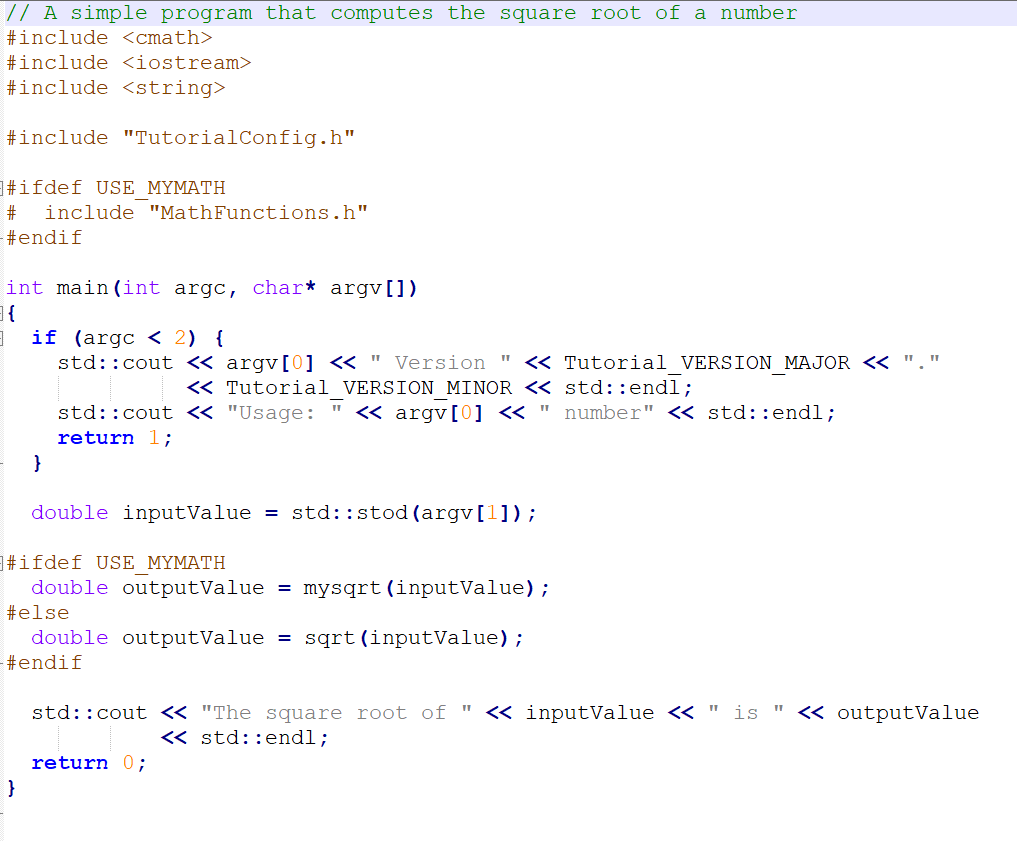 // A simple program that computes the square root of a number
#include <cmath>
#include <iostream>
#include <string>

#include "TutorialConfig.h"

#ifdef USE_MYMATH
#  include "MathFunctions.h"
#endif

int main(int argc, char* argv[])
{
  if (argc < 2) {
    std::cout << argv[0] << " Version " << Tutorial_VERSION_MAJOR << "."
              << Tutorial_VERSION_MINOR << std::endl;
    std::cout << "Usage: " << argv[0] << " number" << std::endl;
    return 1;
  }

  double inputValue = std::stod(argv[1]);

#ifdef USE_MYMATH
  double outputValue = mysqrt(inputValue);
#else
  double outputValue = sqrt(inputValue);
#endif

  std::cout << "The square root of " << inputValue << " is " << outputValue
            << std::endl;
  return 0;
}